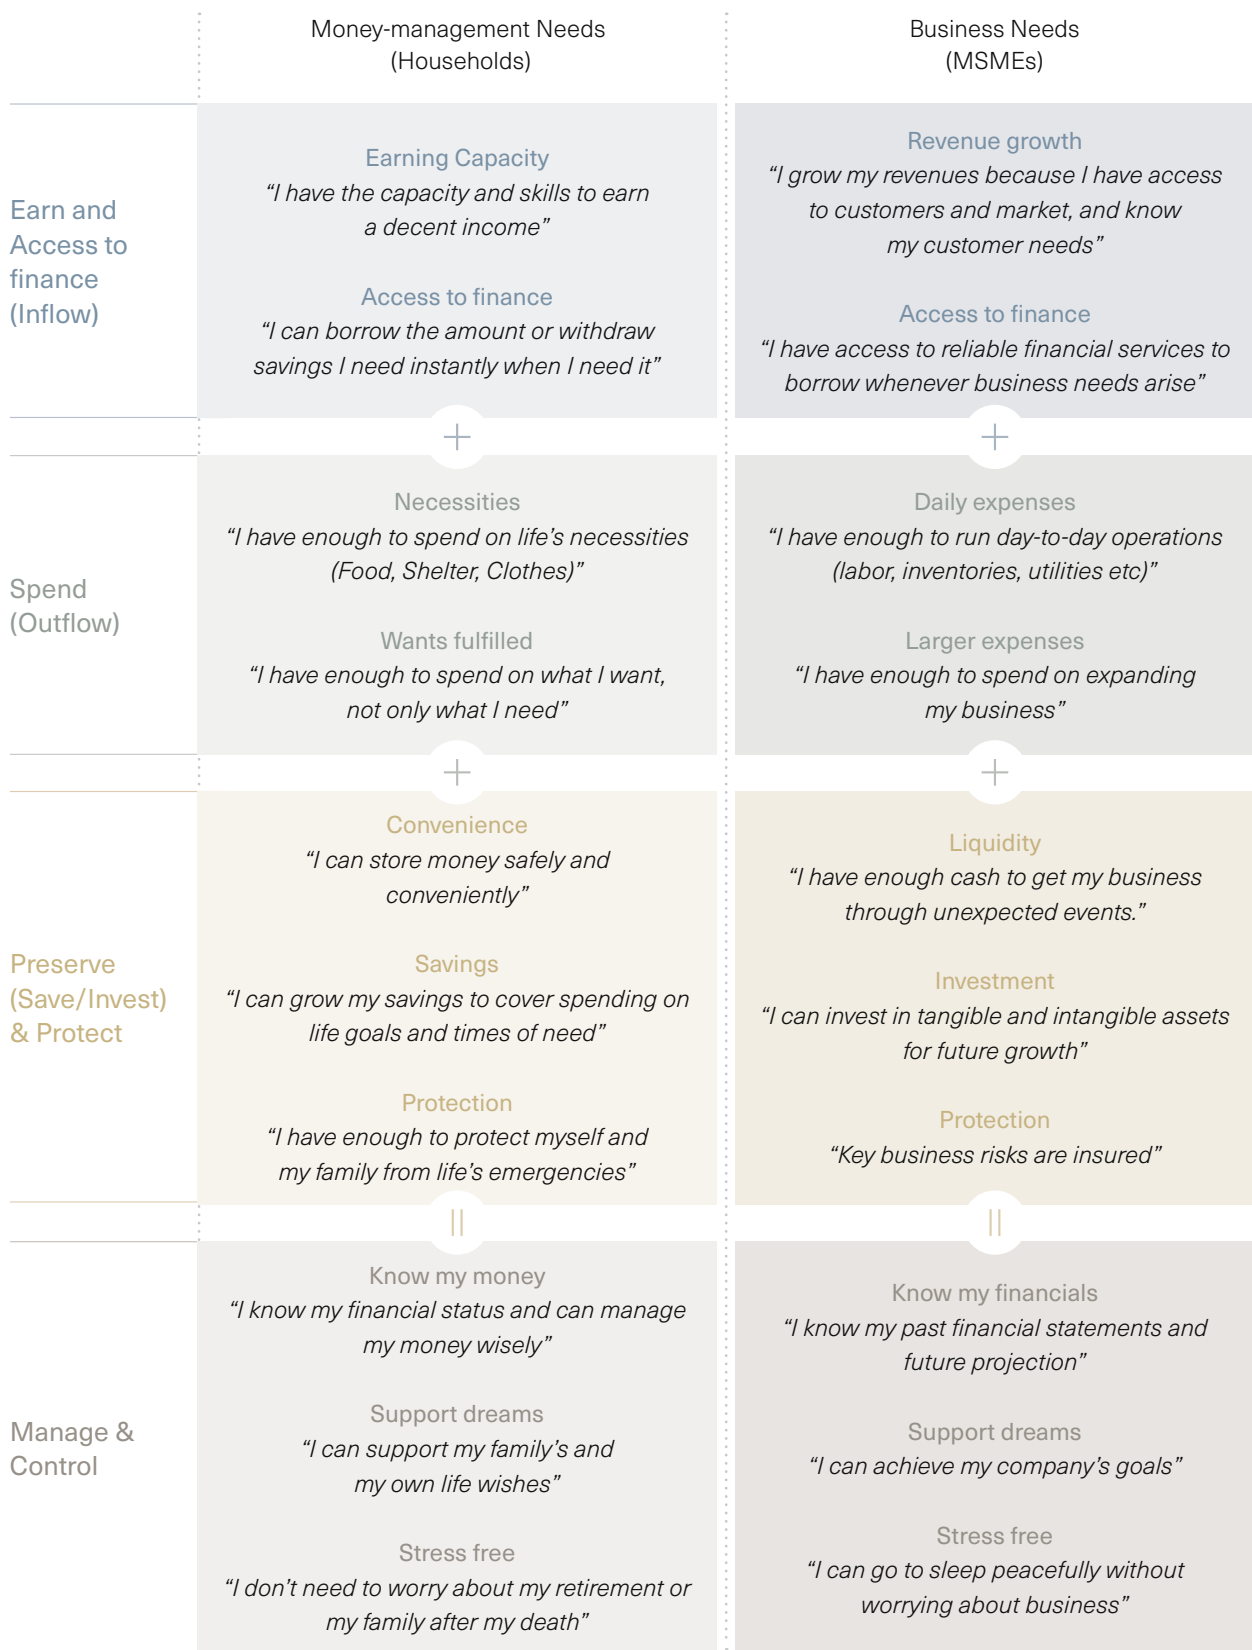 Money-management Needs
(Households)
Business Needs
(MSMEs)
Earn and
Access to
finance
(Inflow)
Earning Capacity
“I have the capacity and skills to earn
a decent income”
Access to finance
“I can borrow the amount or withdraw
savings I need instantly when I need it”
Revenue growth
“I grow my revenues because I have access
to customers and market, and know
my customer needs”
Access to finance
“I have access to reliable financial services to
borrow whenever business needs arise”
+
+
Spend
(Outflow)
Necessities
“I have enough to spend on life’s necessities
(Food, Shelter, Clothes)”
Wants fulfilled
“I have enough to spend on what I want,
not only what I need”
Daily expenses
“I have enough to run day-to-day operations
(labor, inventories, utilities etc)”
Larger expenses
“I have enough to spend on expanding
my business”
+
+
Preserve
(Save/Invest)
& Protect
Convenience
“I can store money safely and
conveniently”
Savings
“I can grow my savings to cover spending on
life goals and times of need”
Protection
“I have enough to protect myself and
my family from life’s emergencies”
Liquidity
“I have enough cash to get my business
through unexpected events.”
Investment
“I can invest in tangible and intangible assets
for future growth”
Protection
“Key business risks are insured”
||
||
Manage &
Control
Know my money
“I know my financial status and can manage
my money wisely”
Support dreams
“I can support my family’s and
my own life wishes”
Stress free
“I don’t need to worry about my retirement or
my family after my death”
Know my financials
“I know my past financial statements and
future projection”
Support dreams
“I can achieve my company’s goals”
Stress free
“I can go to sleep peacefully without
worrying about business”